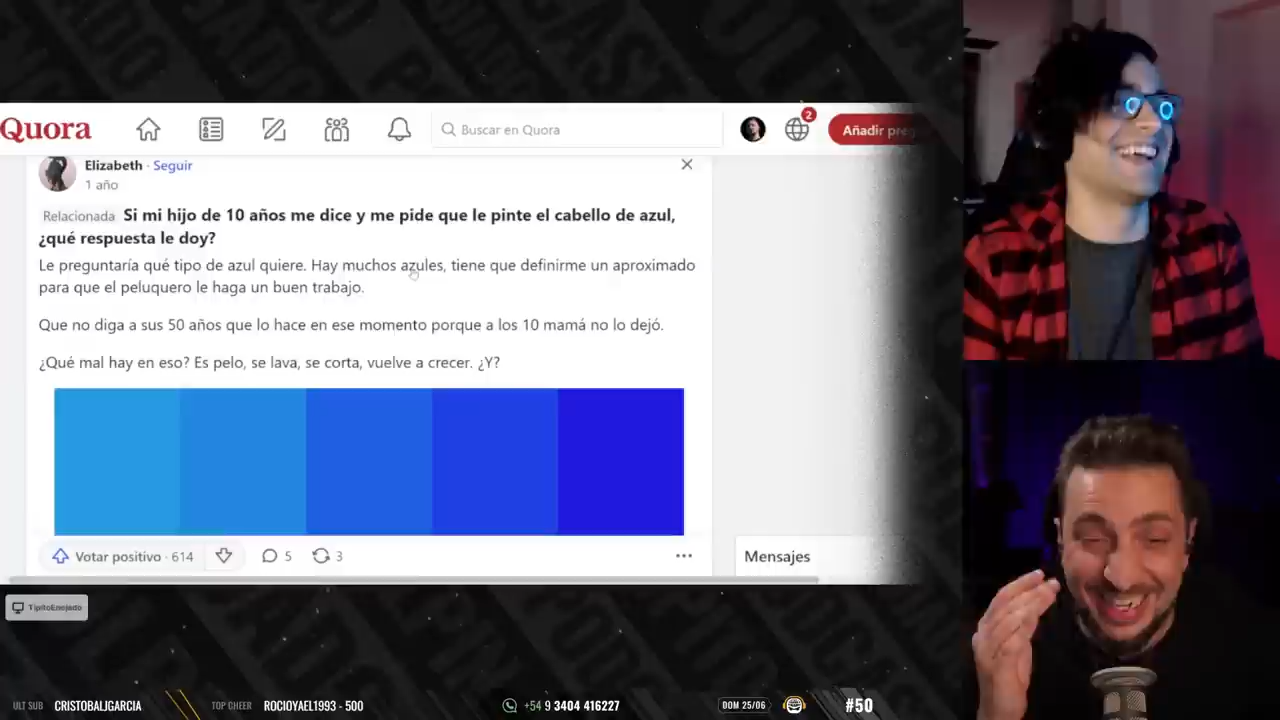 Quora
Buscar en Quora
2
Añadir preg
Elizabeth · Seguir
1 año
Relacionada Si mi hijo de 10 años me dice y me pide que le pinte el cabello de azul,
¿qué respuesta le doy?
Le preguntaría qué tipo de azul quiere. Hay muchos azules, tiene que definirme un aproximado
para que el peluquero le haga un buen trabajo.
Que no diga a sus 50 años que lo hace en ese momento porque a los 10 mamá no lo dejó.
¿Qué mal hay en eso? Es pelo, se lava, se corta, vuelve a crecer. ¿Y?
Votar positivo · 614
5
3
Mensajes
TipitoEnojado
ULT SUB CRISTOBALJGARCIA
TOP CHEER ROCIOYAEL1993 - 500
+54 9 3404 416227
DOM 25/06
#50